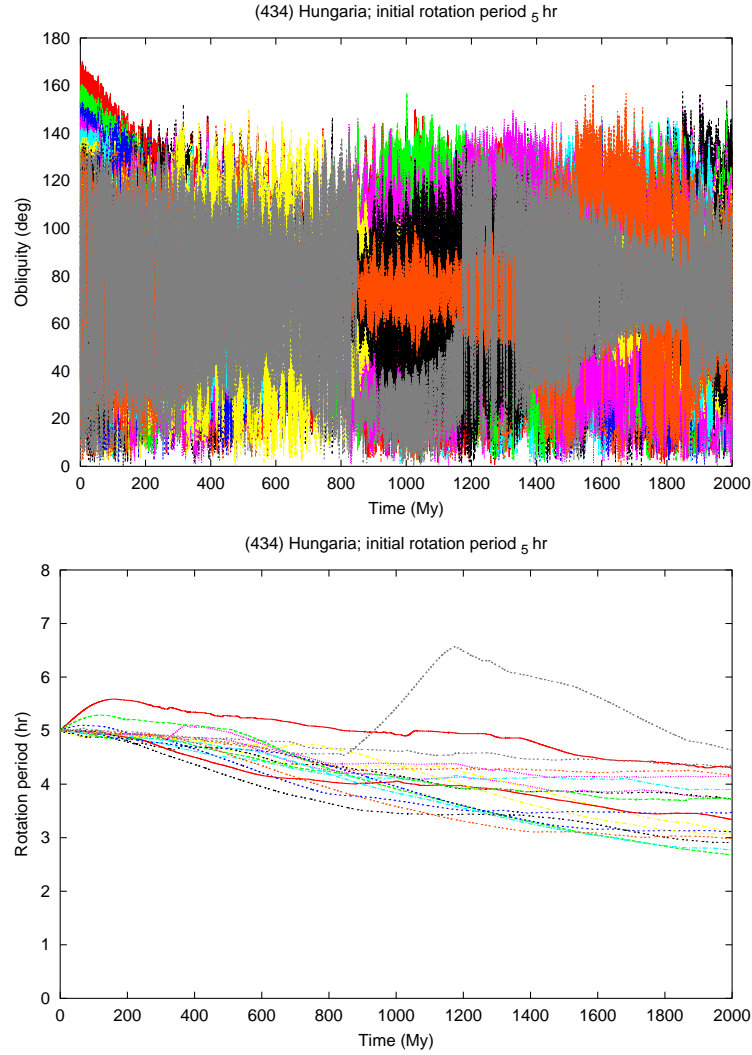 (434) Hungaria; initial rotation period 5 hr
180
160
140
120
100
80
60
40
20
0
Obliquity (deg)
0 200 400 600 800 1000 1200 1400 1600 1800 2000
Time (My)
(434) Hungaria; initial rotation period 5 hr
8
7
6
5
4
3
2
1
0
Rotation period (hr)
0 200 400 600 800 1000 1200 1400 1600 1800 2000
Time (My)